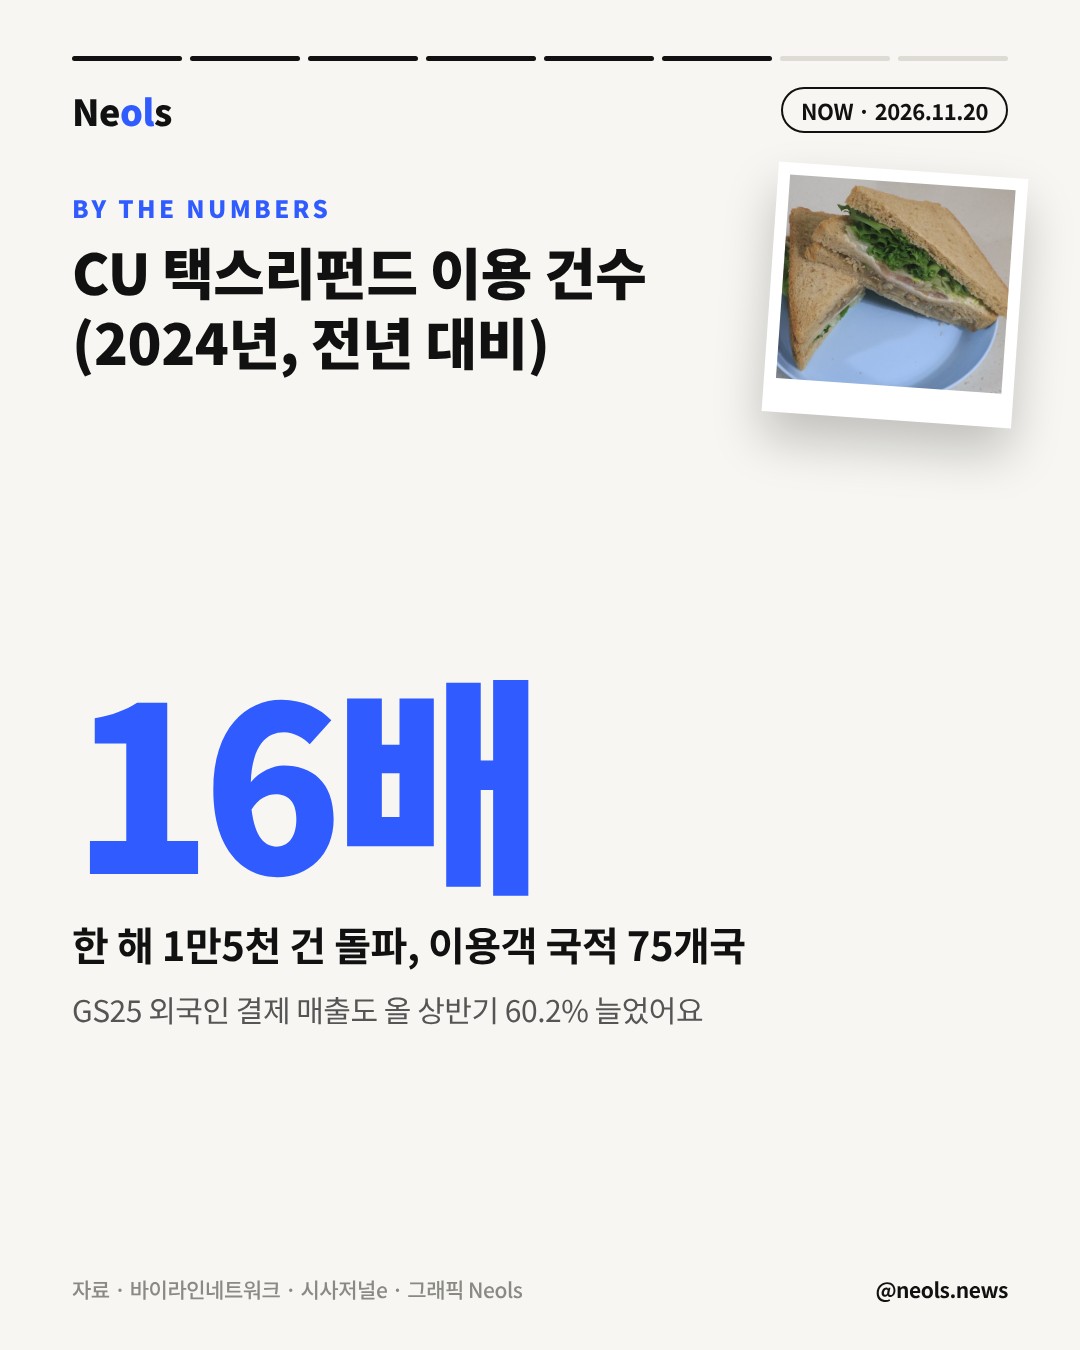 Neols
NOW · 2026.11.20
BY THE NUMBERS
CU 택스리펀드 이용 건수
(2024년, 전년 대비)
16배
한 해 1만5천 건 돌파, 이용객 국적 75개국
GS25 외국인 결제 매출도 올 상반기 60.2% 늘었어요
자료 · 바이라인네트워크 · 시사저널e · 그래픽 Neols
@neols.news